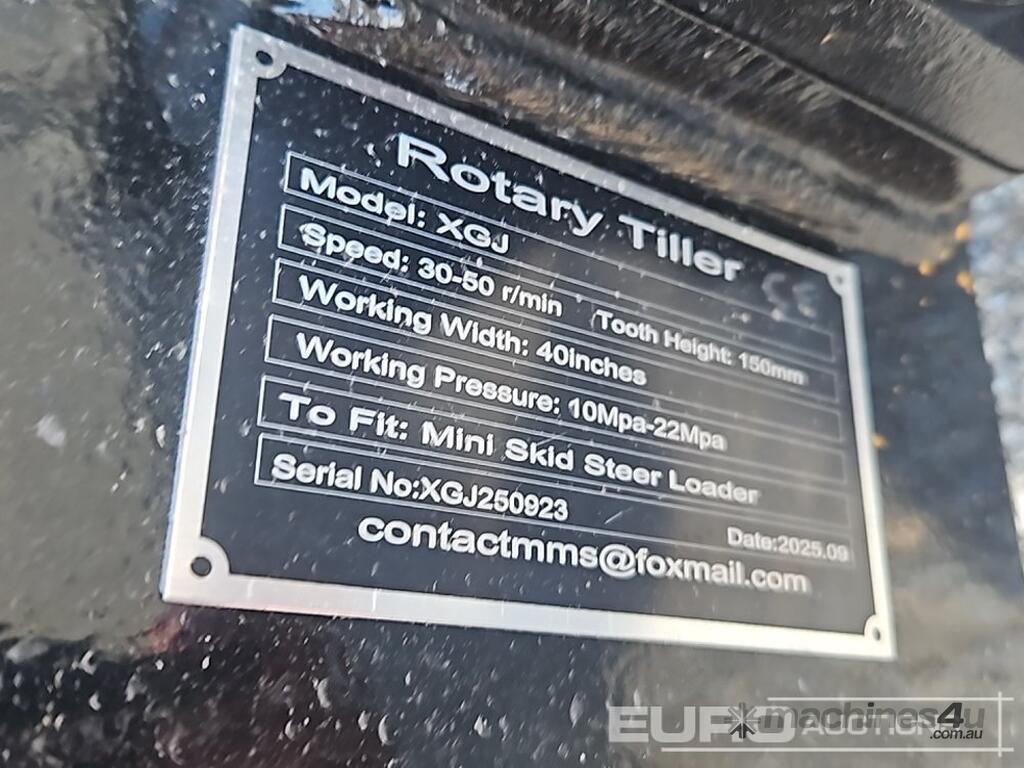 Rotary Tiller
CE
Model: XGJ
Speed: 30-50 r/min Tooth Height: 150mm
Working Width: 40inches
Working Pressure: 10Mpa-22Mpa
To Fit: Mini Skid Steer Loader
Serial No:XGJ250923 Date:2025.09
contactmms@foxmail.com
EURO AUCTIONS
machines4u
.com.au